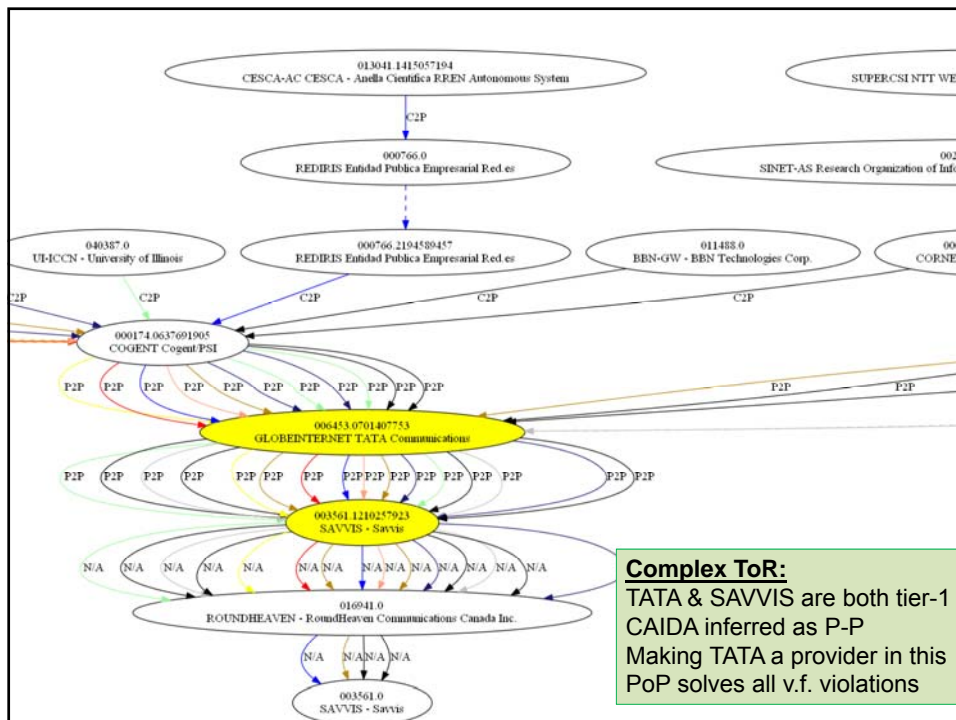 013041.1415057194
CESCA-AC CESCA - Anella Cientifica RREN Autonomous System
SUPERCSI NTT WE
C2P
000766.0
REDIRIS Entidad Publica Empresarial Red.es
002
SINET-AS Research Organization of Info
040387.0
UI-ICCN - University of Illinois
000766.2194589457
REDIRIS Entidad Publica Empresarial Red.es
011488.0
BBN-GW - BBN Technologies Corp.
00
CORNE
C2P C2P C2P C2P C2P
000174.0637691905
COGENT Cogent/PSI
P2P P2P P2P P2P P2P P2P P2P P2P P2P P2P P2P P2P
006453.0701407753
GLOBEINTERNET TATA Communications
P2P P2P P2P P2P P2P P2P P2P P2P P2P P2P P2P P2P P2P P2P P2P
003561.1210257923
SAVVIS - Savvis
N/A N/A N/A N/A N/A N/A N/A N/A N/A N/A N/A N/A N/A
016941.0
ROUNDHEAVEN - RoundHeaven Communications Canada Inc.
N/A N/A N/A N/A
003561.0
SAVVIS - Savvis
Complex ToR:
TATA & SAVVIS are both tier-1
CAIDA inferred as P-P
Making TATA a provider in this
PoP solves all v.f. violations